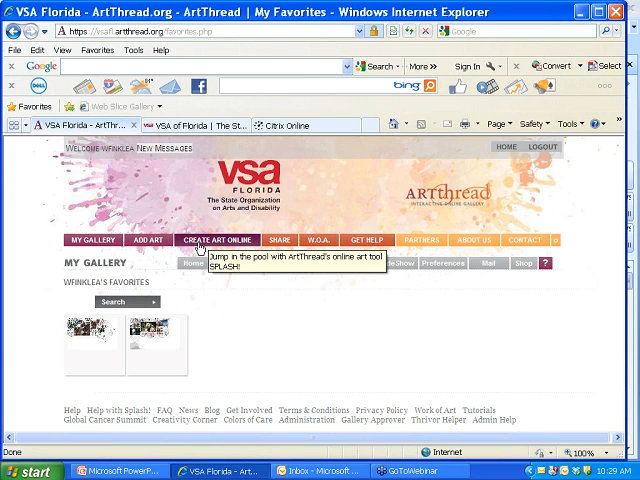 VSA Florida - ArtThread.org - ArtThread | My Favorites - Windows Internet Explorer
https://vsafl.artthread.org/favorites.php
Google
File Edit View Favorites Tools Help
Google Search More >> Sign In Convert Select
DELL 81° f bing
Favorites Web Slice Gallery
VSA Florida - ArtThr... VSA of Florida | The St... Citrix Online Page Safety Tools
WELCOME WFINKLEA NEW MESSAGES HOME LOGOUT
vsa
FLORIDA
The State Organization
on Arts and Disability
ARTthread
INTERACTIVE ONLINE GALLERY
MY GALLERY ADD ART CREATE ART ONLINE SHARE W.O.A. GET HELP PARTNERS ABOUT US CONTACT
MY GALLERY Home deShow Preferences Mail Shop ?
Jump in the pool with ArtThread's online art tool
SPLASH!
WFINKLEA'S FAVORITES
Search
Help Help with Splash! FAQ News Blog Get Involved Terms & Conditions Privacy Policy Work of Art Tutorials
Global Cancer Summit Creativity Corner Colors of Care Administration Gallery Approver Thrivor Helper Admin Help
Done Internet 100%
start Microsoft PowerP... VSA Florida - Art... Inbox - Microsoft ... GoToWebinar 10:29 AM